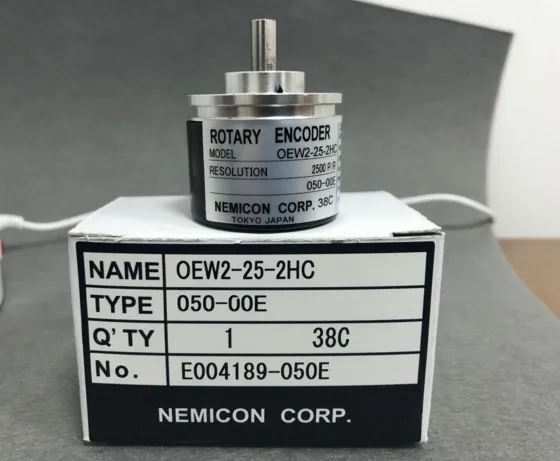 ROTARY ENCODER
MODEL OEW2-25-2HC
RESOLUTION 2500 P/R
050-00E
NEMICON CORP. 38C
TOKYO JAPAN
NAME OEW2-25-2HC
TYPE 050-00E
Q'TY 1 38C
No. E004189-050E
NEMICON CORP.